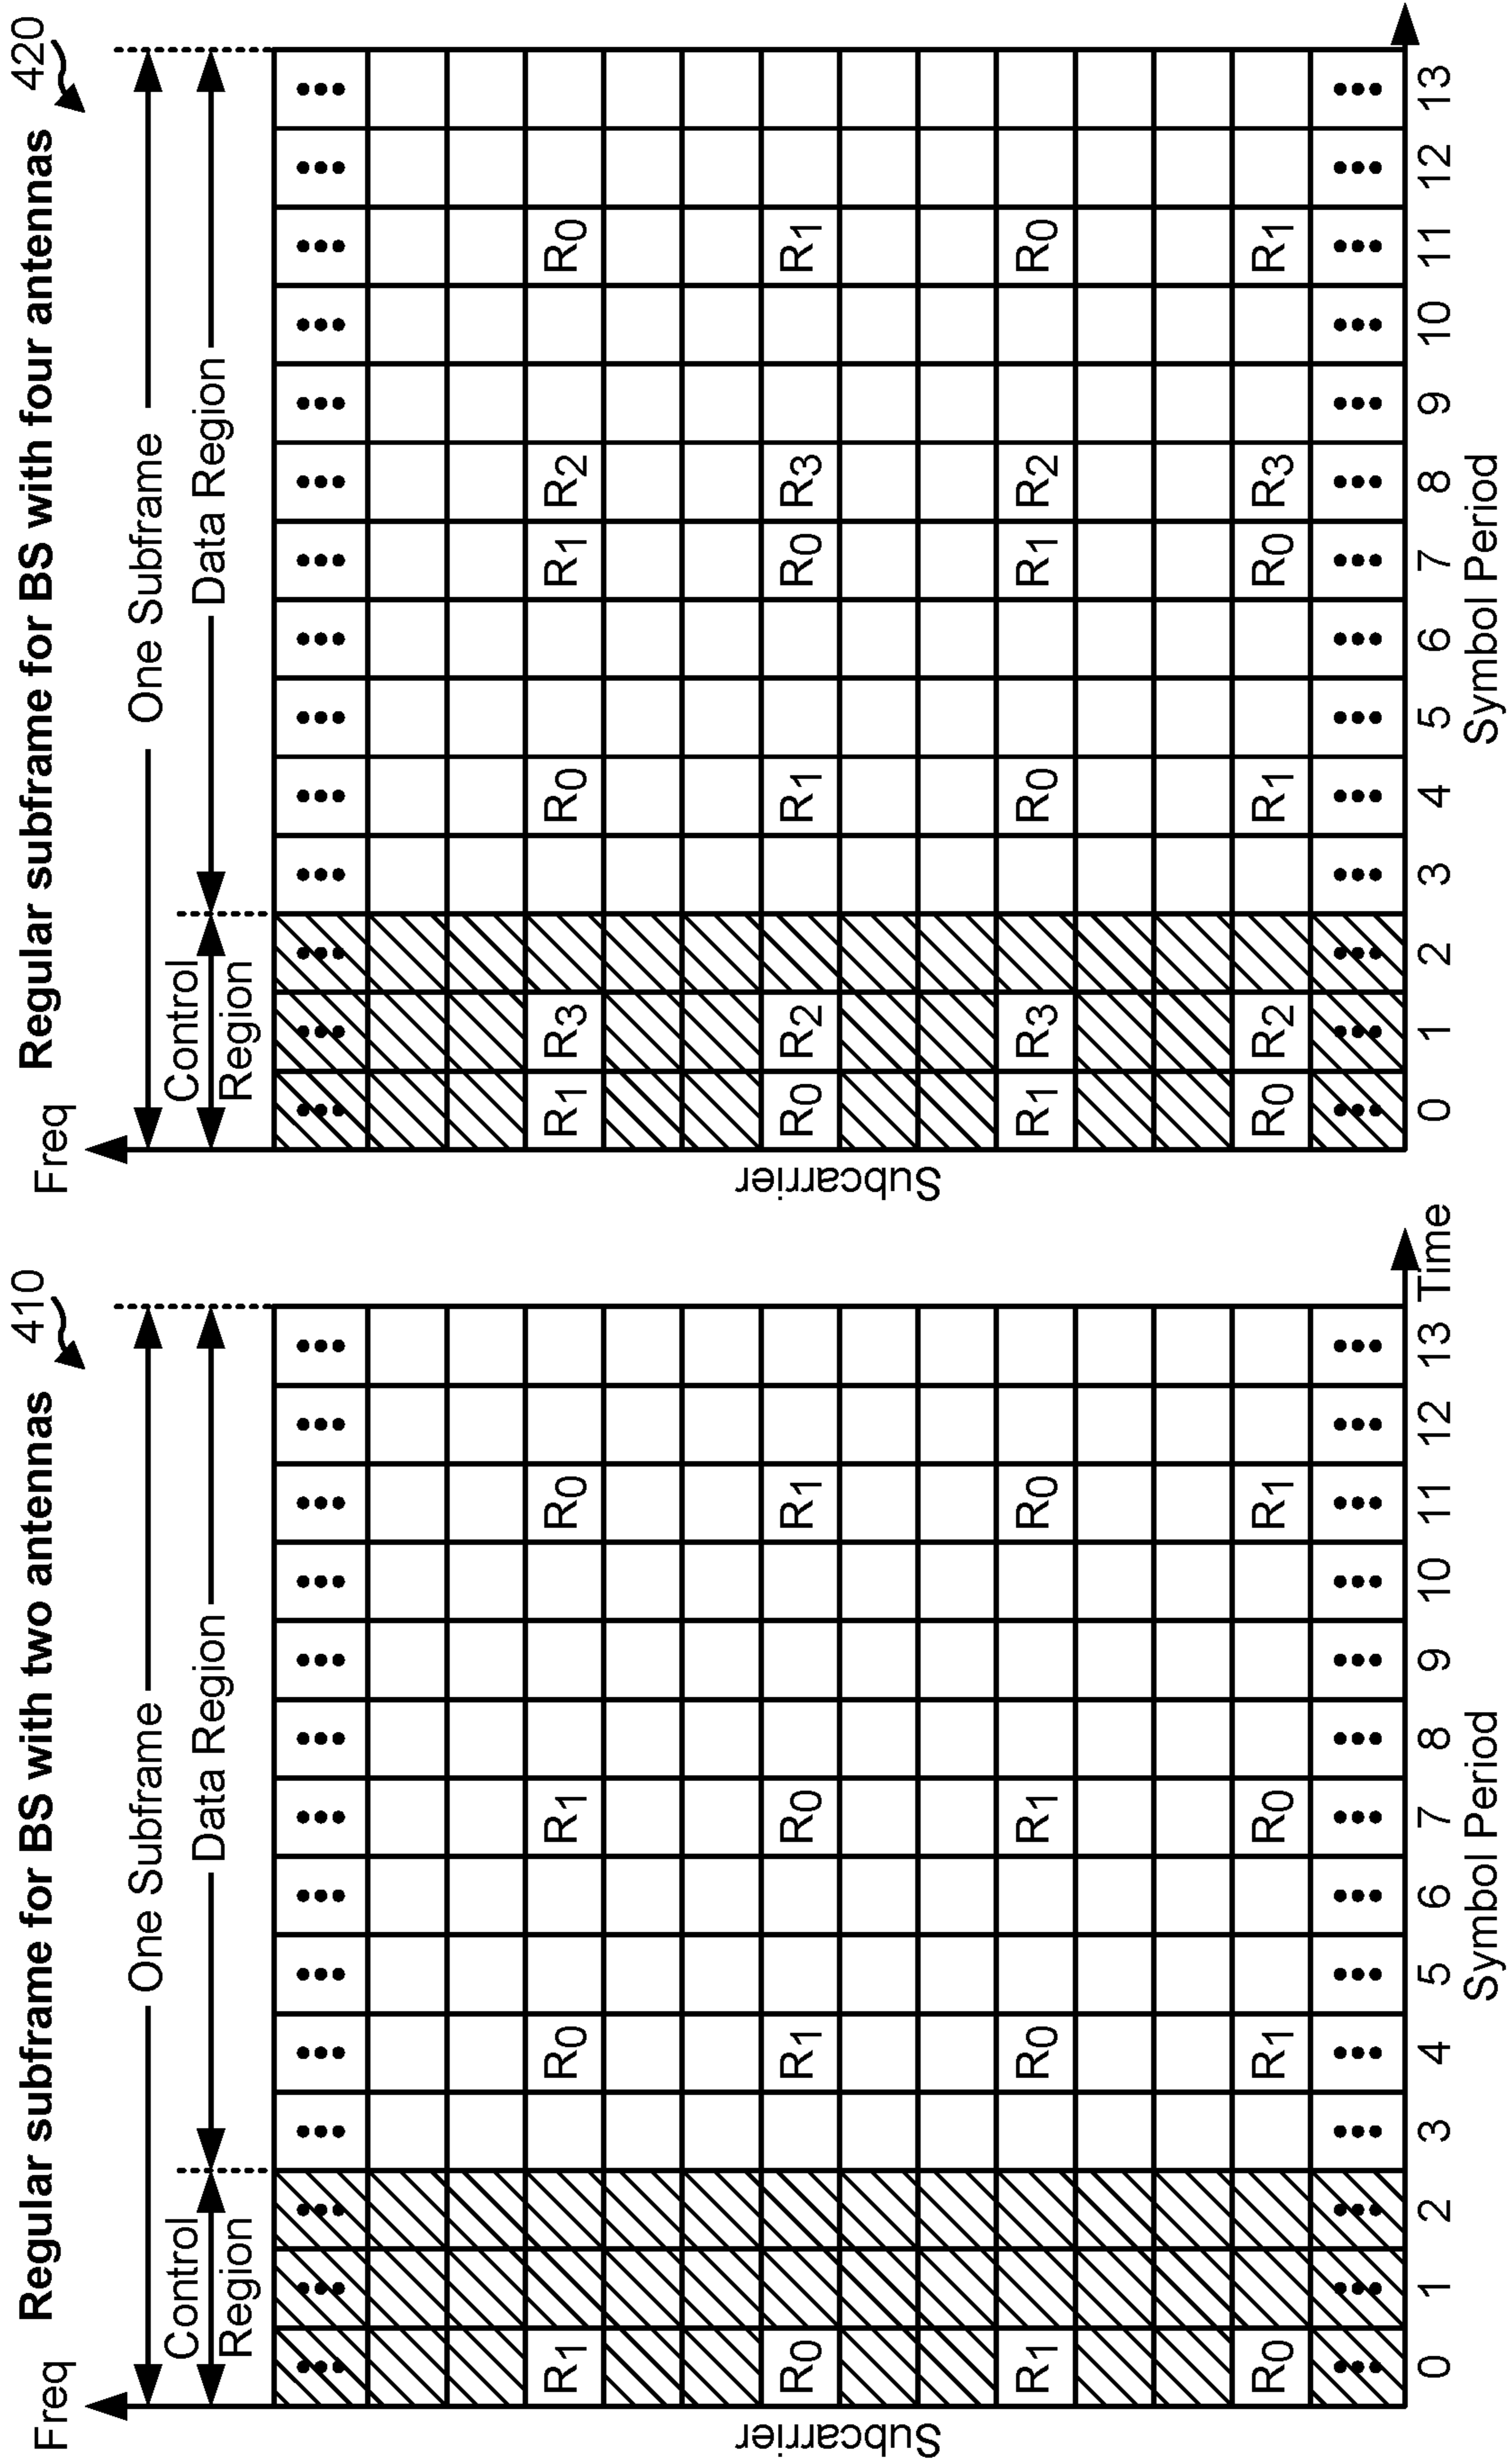 Regular subframe for BS with two antennas
410
Freq
One Subframe
Control
Region
Data Region
Subcarrier
••• ••• ••• ••• ••• ••• ••• ••• ••• ••• ••• ••• ••• •••
R1 R0 R1 R0
R0 R1 R0 R1
R1 R0 R1 R0
R0 R1 R0 R1
••• ••• ••• ••• ••• ••• ••• ••• ••• ••• ••• ••• ••• •••
0 1 2 3 4 5 6 7 8 9 10 11 12 13
Time
Symbol Period
Regular subframe for BS with four antennas
420
Freq
One Subframe
Control
Region
Data Region
Subcarrier
••• ••• ••• ••• ••• ••• ••• ••• ••• ••• ••• ••• ••• •••
R1 R3 R0 R1 R2 R0
R0 R2 R1 R0 R3 R1
R1 R3 R0 R1 R2 R0
R0 R2 R1 R0 R3 R1
••• ••• ••• ••• ••• ••• ••• ••• ••• ••• ••• ••• ••• •••
0 1 2 3 4 5 6 7 8 9 10 11 12 13
Symbol Period